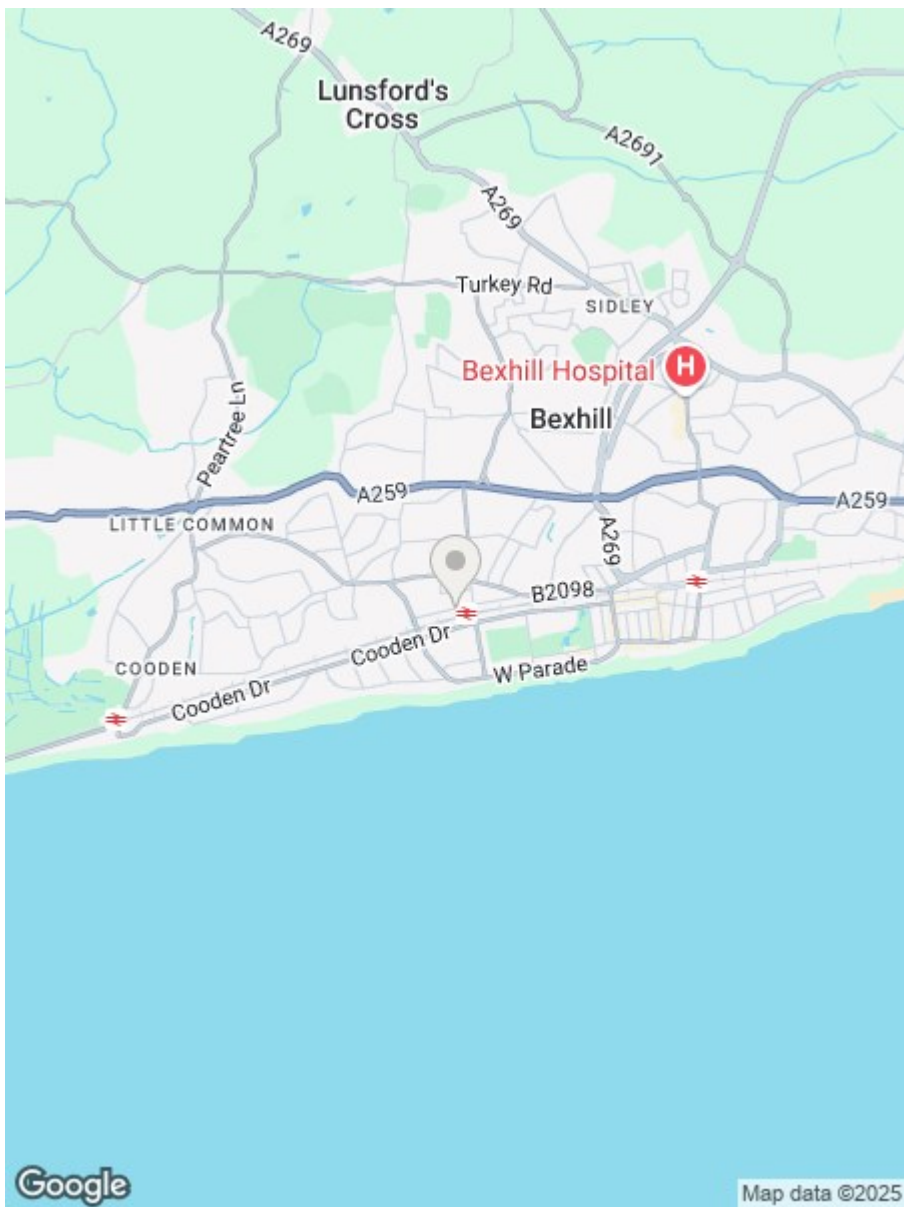 A269
Lunsford's
Cross
A2691
A269
Turkey Rd
SIDLEY
Bexhill Hospital
H
Bexhill
Peartree Ln
A259
A259
LITTLE COMMON
A269
B2098
Cooden Dr
COODEN
W Parade
Cooden Dr
Google
Map data ©2025